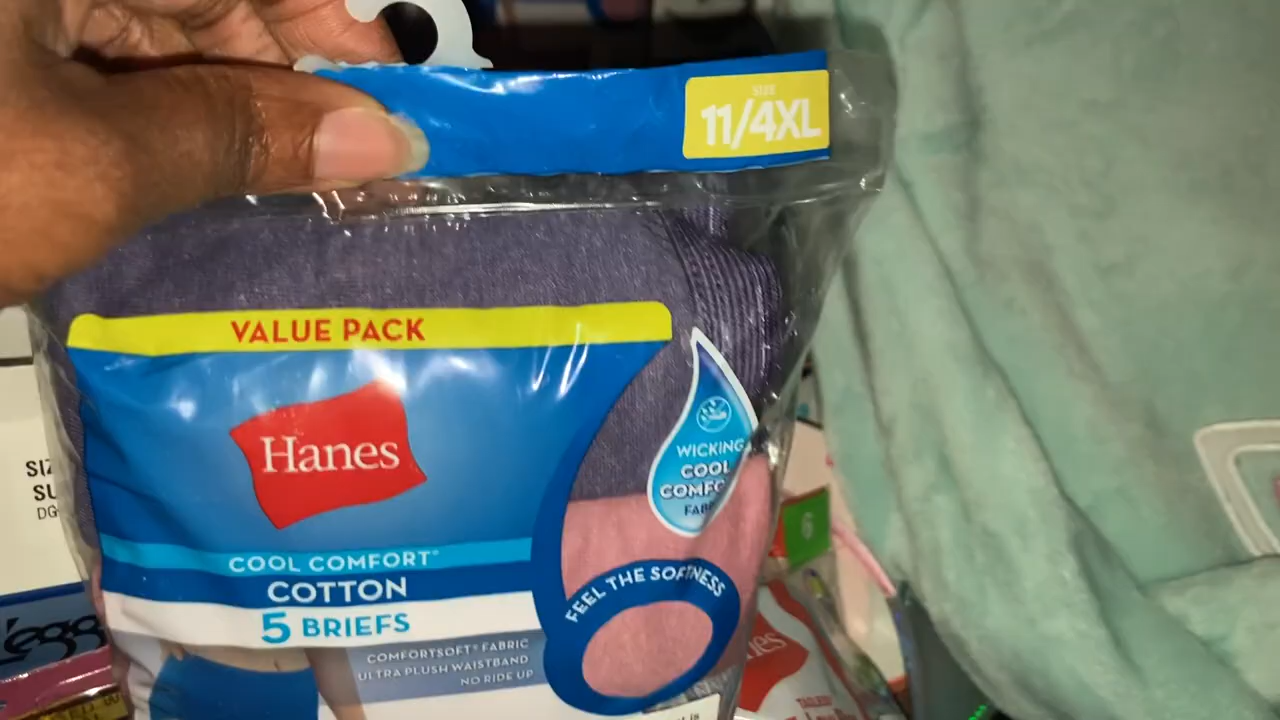 SIZE
11/4XL
VALUE PACK
Hanes
WICKING
COOL
COOL COMFORT
COTTON
5 BRIEFS
FEEL THE SOFTNESS
COMFORTSOFT® FABRIC
ULTRA PLUSH WAISTBAND
NO RIDE UP
6